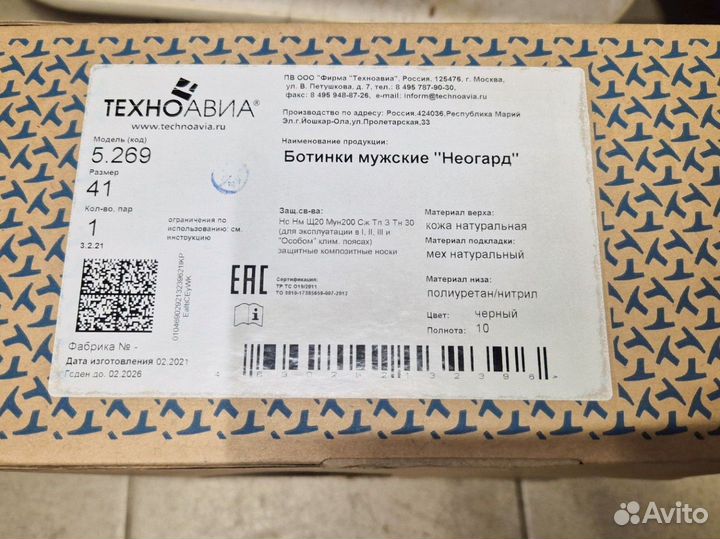 ТЕХНОАВИА®
www.technoavia.ru
ПВ ООО "Фирма "Техноавиа", Россия, 125476, г. Москва,
ул. В. Петушкова, д. 7, тел.: 8 495 787-90-30,
факс: 8 495 948-87-26, e-mail: inform@technoavia.ru
Производство по адресу: Россия,424036,Республика Марий
Эл,г.Йошкар-Ола,ул.Пролетарская,33
Модель (код)
5.269
Размер
41
Кол-во, пар
1
3.2.21
ограничения по
использованию: см.
инструкцию
Наименование продукции:
Ботинки мужские "Неогард"
Защ.св-ва:
Нс Нм Щ20 Мун200 Сж Тп З Тн 30
(для эксплуатации в I, II, III и
"Особом" клим. поясах)
защитные композитные носки
Материал верха:
кожа натуральная
Материал подкладки:
мех натуральный
Материал низа:
полиуретан/нитрил
Цвет: черный
Полнота: 10
ЕАС
Сертификация:
ТР ТС 019/2011
Фабрика № -
Дата изготовления 02.2021
Годен до 02.2026
Avito